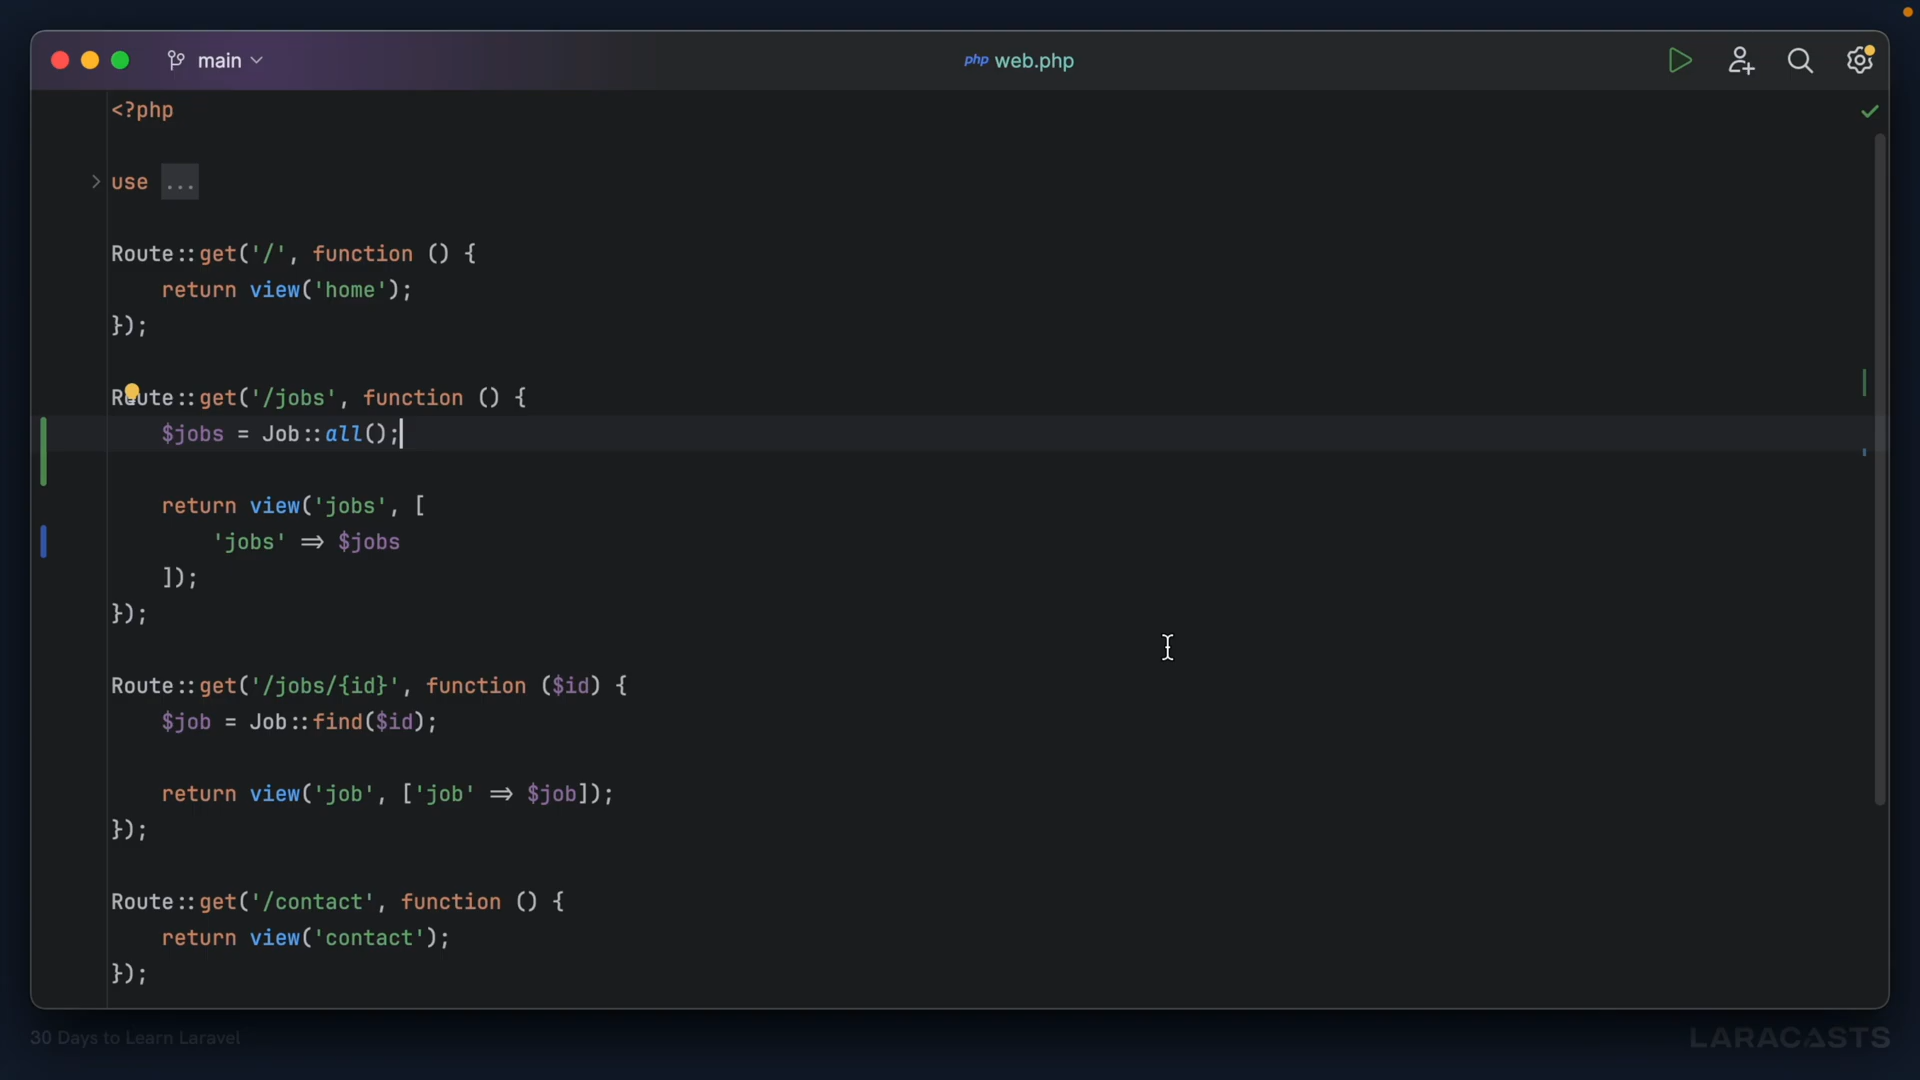 main
php web.php
<?php
use ...
Route::get('/', function () {
    return view('home');
});
Route::get('/jobs', function () {
    $jobs = Job::all();
    return view('jobs', [
        'jobs' => $jobs
    ]);
});
Route::get('/jobs/{id}', function ($id) {
    $job = Job::find($id);
    return view('job', ['job' => $job]);
});
Route::get('/contact', function () {
    return view('contact');
});
30 Days to Learn Laravel
LARACASTS